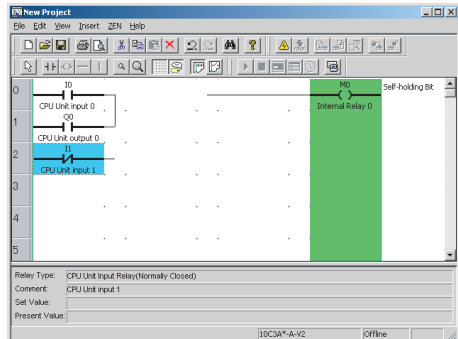 New Project
File Edit View Insert ZEN Help
0 I0 M0 Self-holding Bit
CPU Unit input 0 Internal Relay 0
1 Q0
CPU Unit output 0
2 I1
CPU Unit input 1
3
4
5
Relay Type: CPU Unit Input Relay(Normally Closed)
Comment: CPU Unit input 1
Set Value:
Present Value:
10C3A*-A-V2 Offline